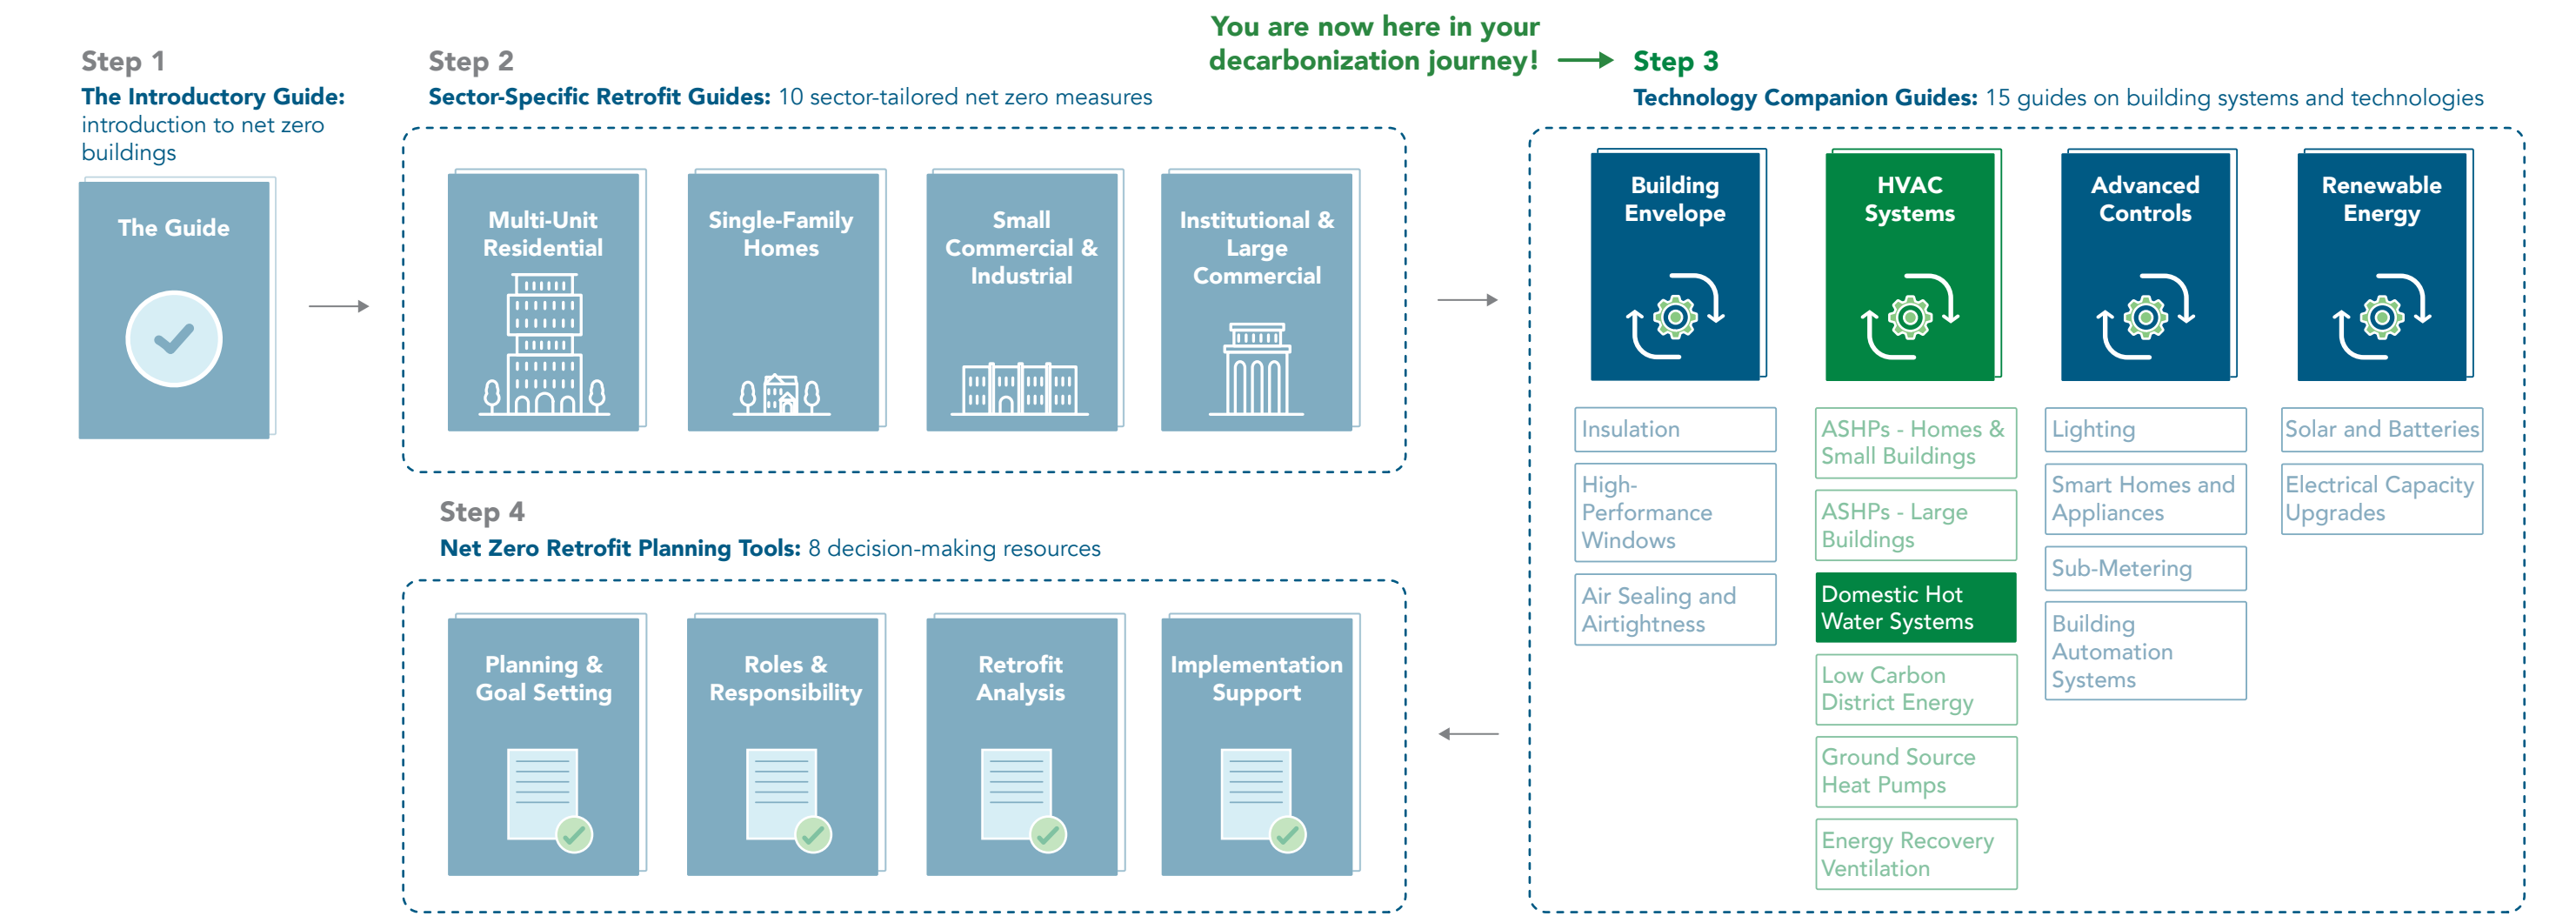 You are now here in your
decarbonization journey!
Step 1
The Introductory Guide:
introduction to net zero
buildings
The Guide
Step 2
Sector-Specific Retrofit Guides: 10 sector-tailored net zero measures
Multi-Unit
Residential
Single-Family
Homes
Small
Commercial &
Industrial
Institutional &
Large
Commercial
Step 3
Technology Companion Guides: 15 guides on building systems and technologies
Building
Envelope
Insulation
High-
Performance
Windows
Air Sealing and
Airtightness
HVAC
Systems
ASHPs - Homes &
Small Buildings
ASHPs - Large
Buildings
Domestic Hot
Water Systems
Low Carbon
District Energy
Ground Source
Heat Pumps
Energy Recovery
Ventilation
Advanced
Controls
Lighting
Smart Homes and
Appliances
Sub-Metering
Building
Automation
Systems
Renewable
Energy
Solar and Batteries
Electrical Capacity
Upgrades
Step 4
Net Zero Retrofit Planning Tools: 8 decision-making resources
Planning &
Goal Setting
Roles &
Responsibility
Retrofit
Analysis
Implementation
Support